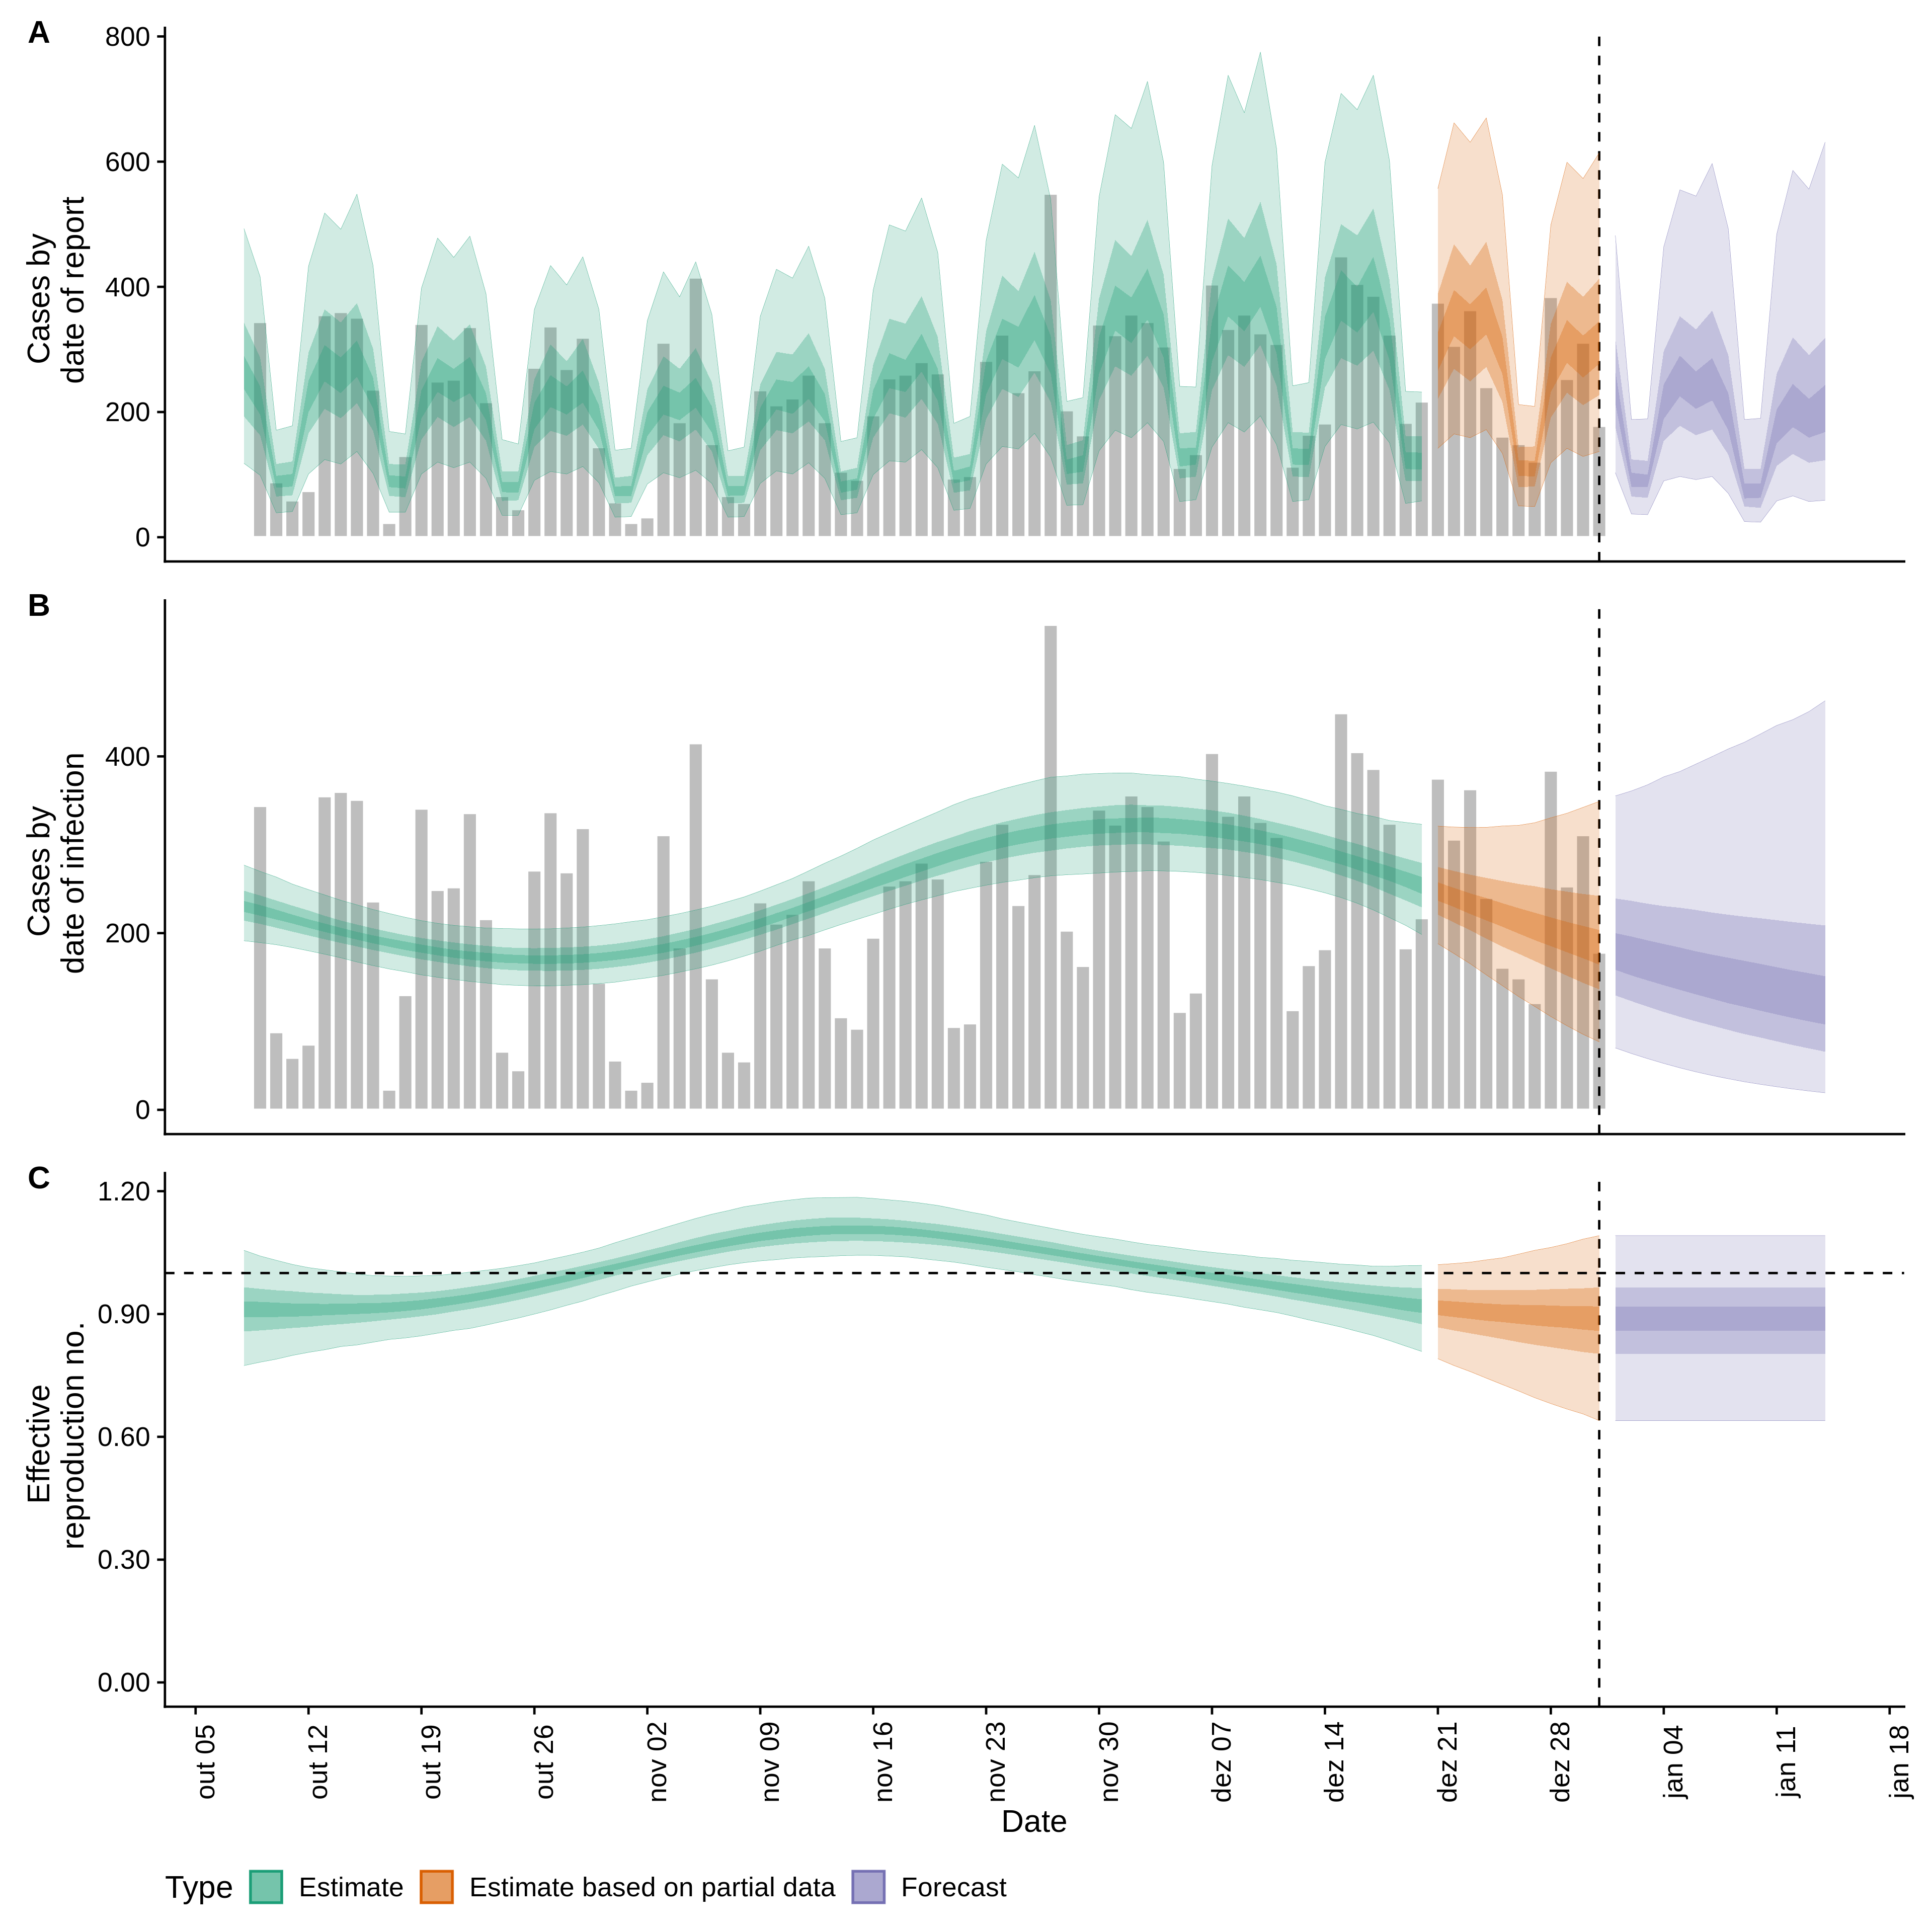 A
800
600
400
200
0
Cases by
date of report
B
400
200
0
Cases by
date of infection
C
1.20
0.90
0.60
0.30
0.00
Effective
reproduction no.
out 05
out 12
out 19
out 26
nov 02
nov 09
nov 16
nov 23
nov 30
dez 07
dez 14
dez 21
dez 28
jan 04
jan 11
jan 18
Date
Type Estimate Estimate based on partial data Forecast